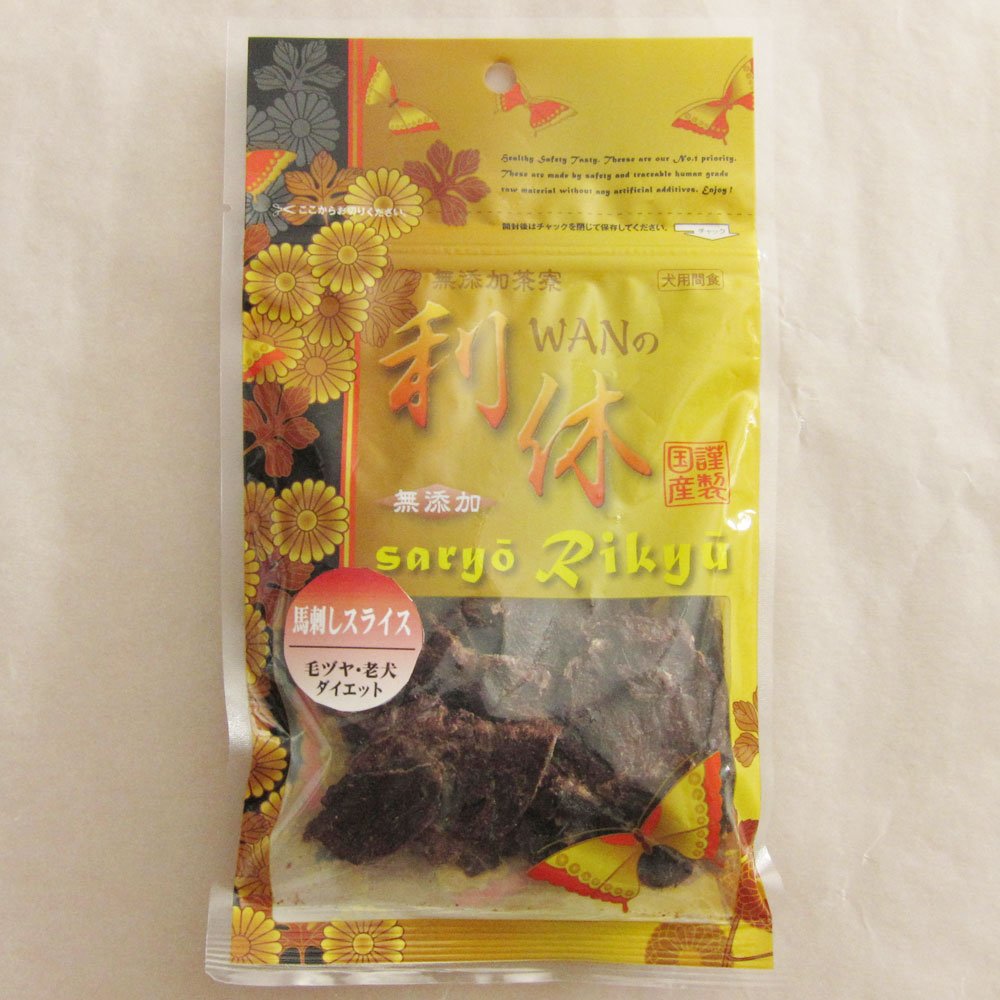 Healthy Safety Tasty. Theese are our No.1 priority.
These are made by safety and traceable human grade
raw material without any artificial additives. Enjoy!
ここからお切りください。
開封後はチャックを閉じて保存してください。
チャック
無添加茶寮
犬用間食
WANの
利休
謹製
国産
無添加
saryō Rikyū
馬刺しスライス
毛ヅヤ・老犬
ダイエット